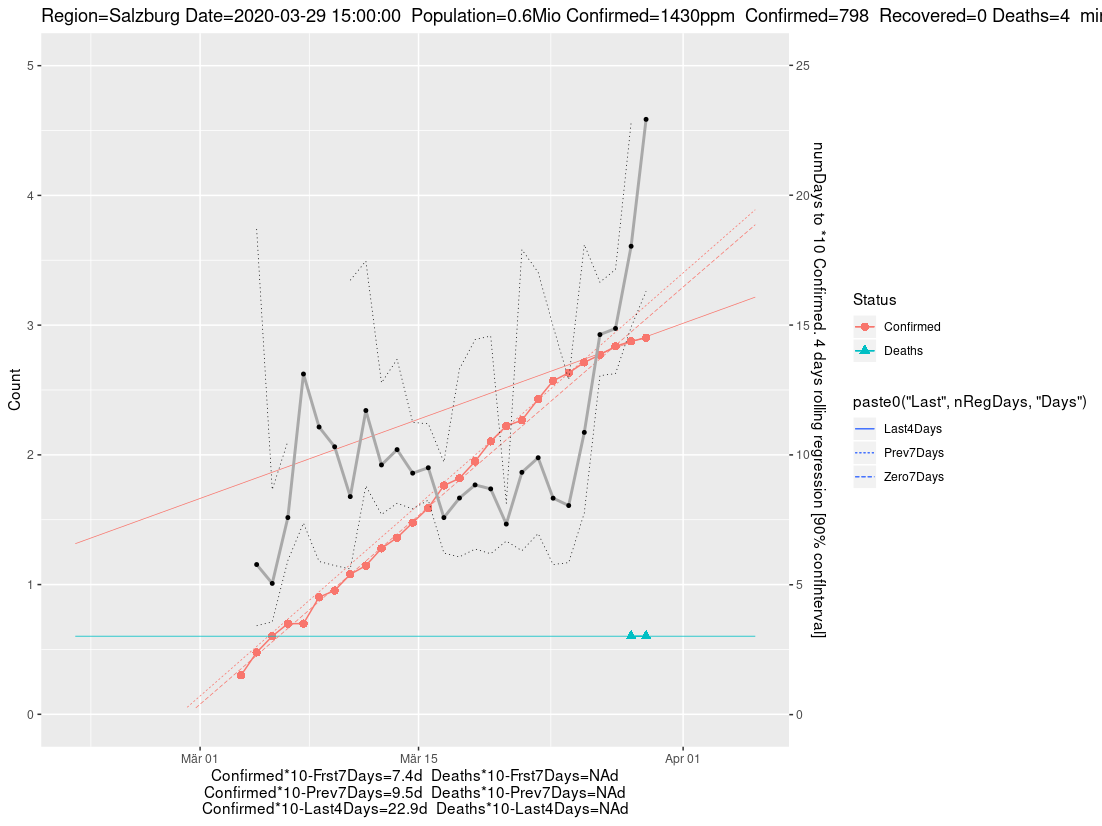 Region=Salzburg Date=2020-03-29 15:00:00  Population=0.6Mio Confirmed=1430ppm  Confirmed=798  Recovered=0 Deaths=4
5
4
3
2
1
0
Count
25
20
15
10
5
0
numDays to *10 Confirmed. 4 days rolling regression [90% confInterval]
Mär 01
Mär 15
Apr 01
Confirmed*10-Frst7Days=7.4d  Deaths*10-Frst7Days=NAd
Confirmed*10-Prev7Days=9.5d  Deaths*10-Prev7Days=NAd
Confirmed*10-Last4Days=22.9d  Deaths*10-Last4Days=NAd
Status
Confirmed
Deaths
paste0("Last", nRegDays, "Days")
Last4Days
Prev7Days
Zero7Days